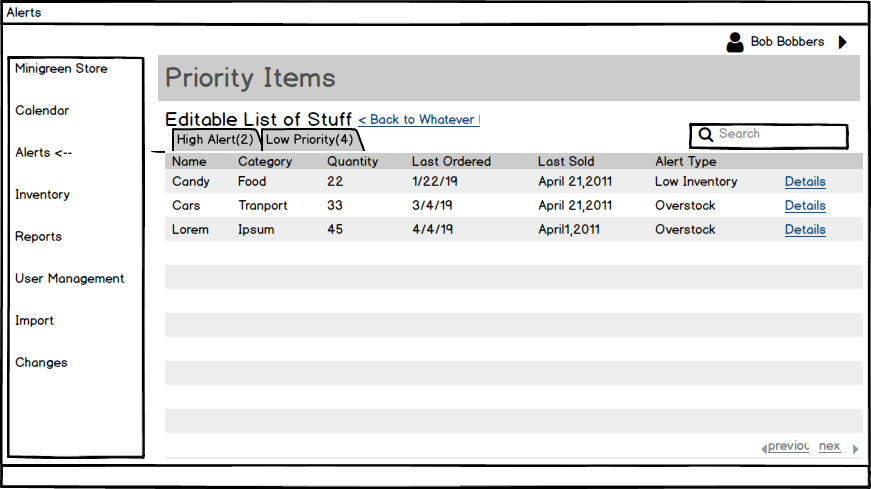 Alerts
Bob Bobbers
Minigreen Store
Calendar
Alerts <--
Inventory
Reports
User Management
Import
Changes
Priority Items
Editable List of Stuff < Back to Whatever
High Alert(2) Low Priority(4)
Search
Name Category Quantity Last Ordered Last Sold Alert Type
Candy Food 22 1/22/19 April 21,2011 Low Inventory Details
Cars Tranport 33 3/4/19 April 21,2011 Overstock Details
Lorem Ipsum 45 4/4/19 April1,2011 Overstock Details
previou nex